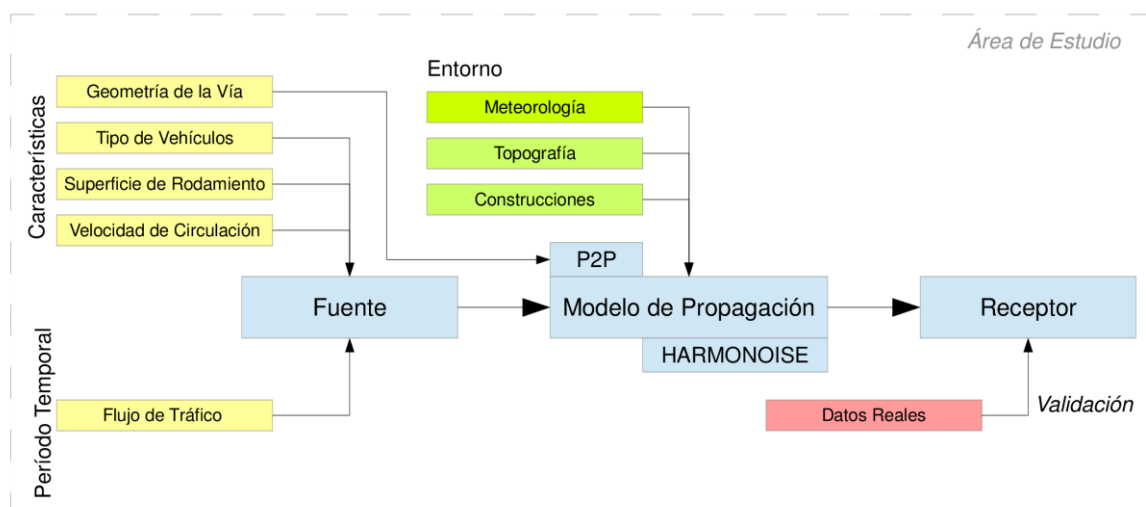 Área de Estudio
Características
Geometría de la Vía
Tipo de Vehículos
Superficie de Rodamiento
Velocidad de Circulación
Entorno
Meteorología
Topografía
Construcciones
P2P
Fuente
Modelo de Propagación
Receptor
HARMONOISE
Período Temporal
Flujo de Tráfico
Datos Reales
Validación